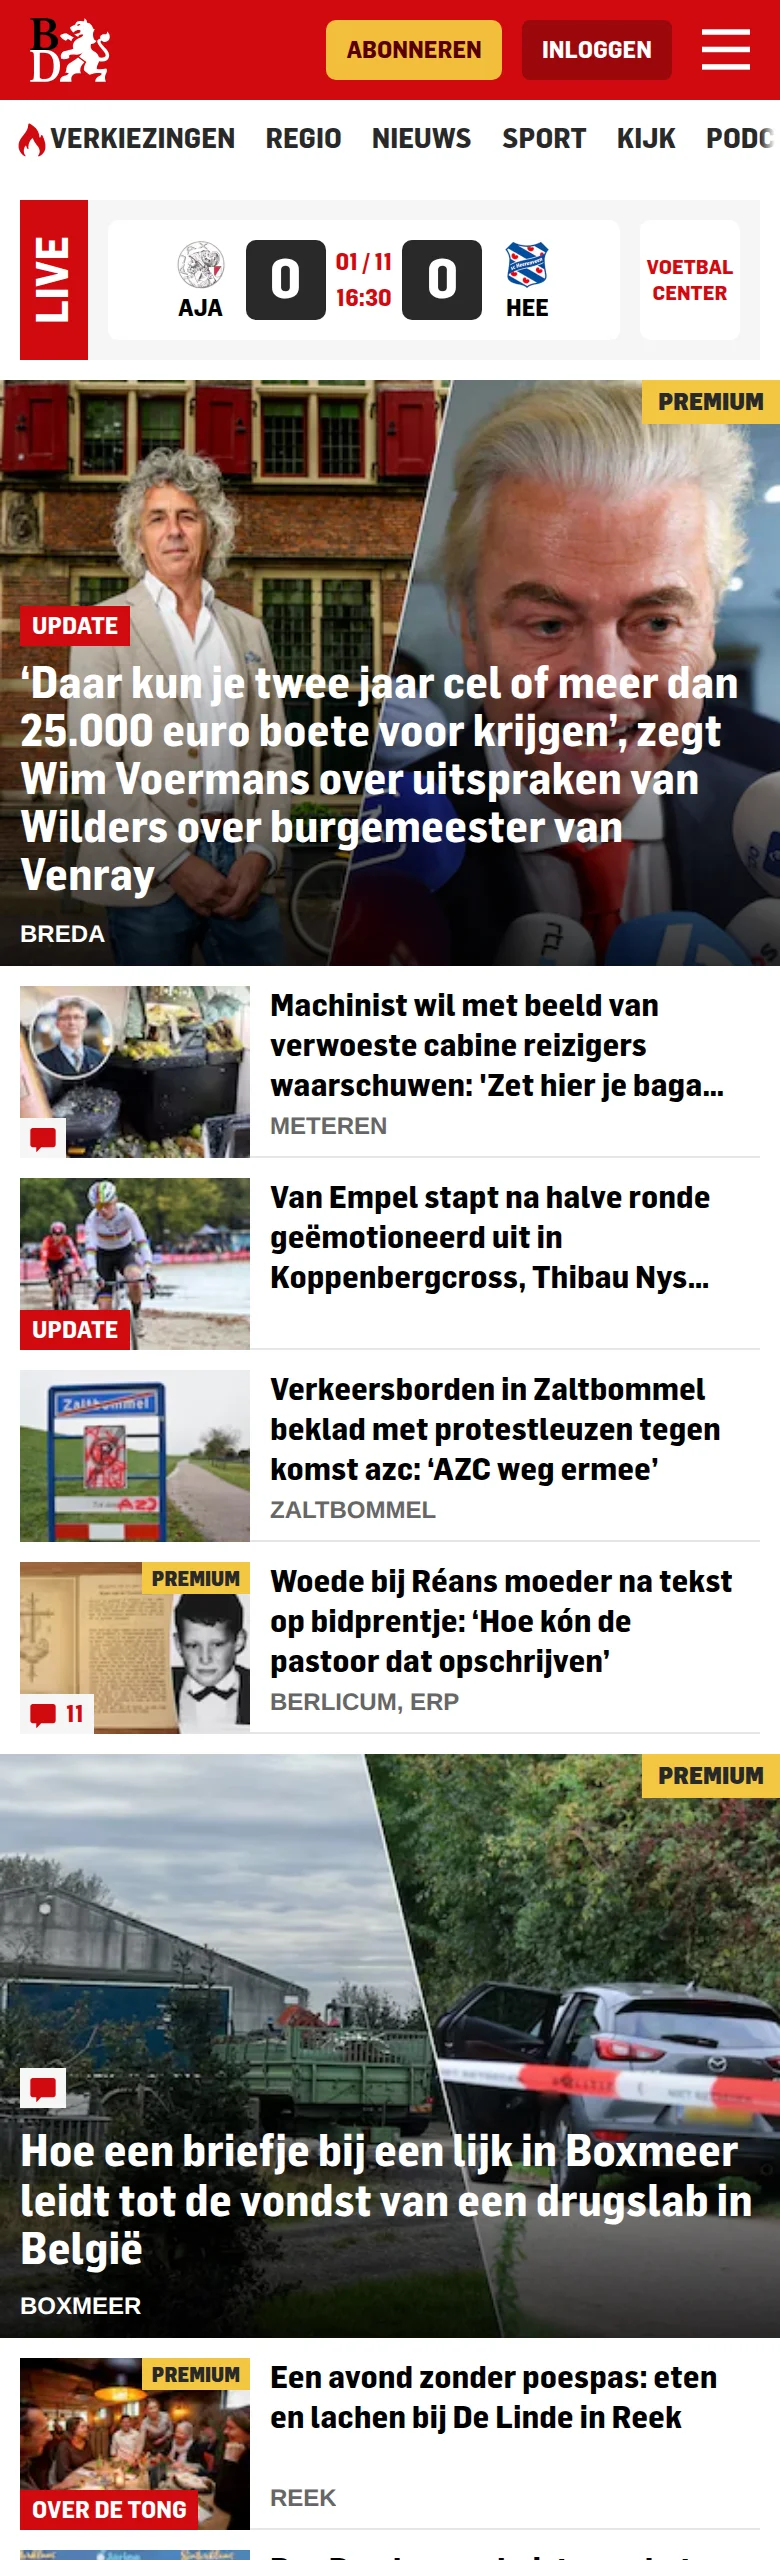 B
D
ABONNEREN
INLOGGEN
VERKIEZINGEN REGIO NIEUWS SPORT KIJK PODC
LIVE
AJA
0
01 / 11
16:30
0
HEE
VOETBAL
CENTER
PREMIUM
UPDATE
‘Daar kun je twee jaar cel of meer dan
25.000 euro boete voor krijgen’, zegt
Wim Voermans over uitspraken van
Wilders over burgemeester van
Venray
BREDA
Machinist wil met beeld van
verwoeste cabine reizigers
waarschuwen: 'Zet hier je baga...
METEREN
Van Empel stapt na halve ronde
geëmotioneerd uit in
Koppenbergcross, Thibau Nys...
UPDATE
Verkeersborden in Zaltbommel
beklad met protestleuzen tegen
komst azc: ‘AZC weg ermee’
ZALTBOMMEL
PREMIUM
11
Woede bij Réans moeder na tekst
op bidprentje: ‘Hoe kón de
pastoor dat opschrijven’
BERLICUM, ERP
PREMIUM
Hoe een briefje bij een lijk in Boxmeer
leidt tot de vondst van een drugslab in
België
BOXMEER
PREMIUM
OVER DE TONG
Een avond zonder poespas: eten
en lachen bij De Linde in Reek
REEK